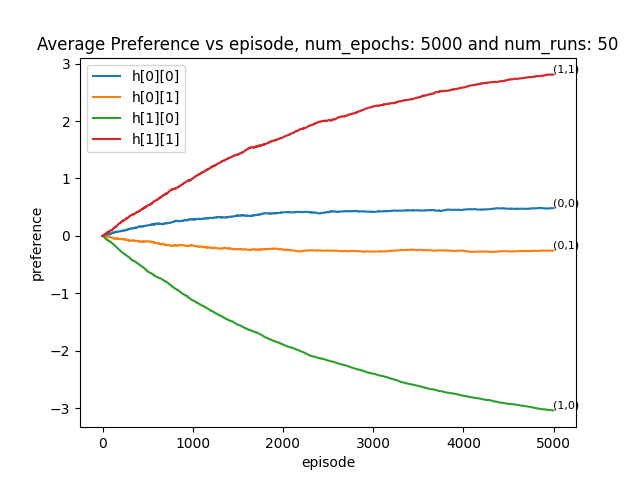 Average Preference vs episode, num_epochs: 5000 and num_runs: 50
h[0][0]
h[0][1]
h[1][0]
h[1][1]
(1,1)
(0,0)
(0,1)
(1,0)
3
2
1
0
−1
−2
−3
preference
0 1000 2000 3000 4000 5000
episode